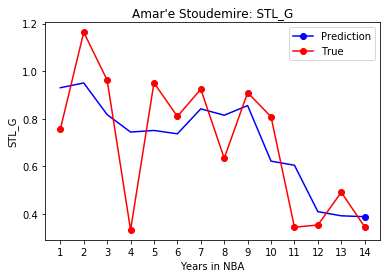 Amar'e Stoudemire: STL_G
Prediction
True
STL_G
1.2
1.0
0.8
0.6
0.4
1 2 3 4 5 6 7 8 9 10 11 12 13 14
Years in NBA